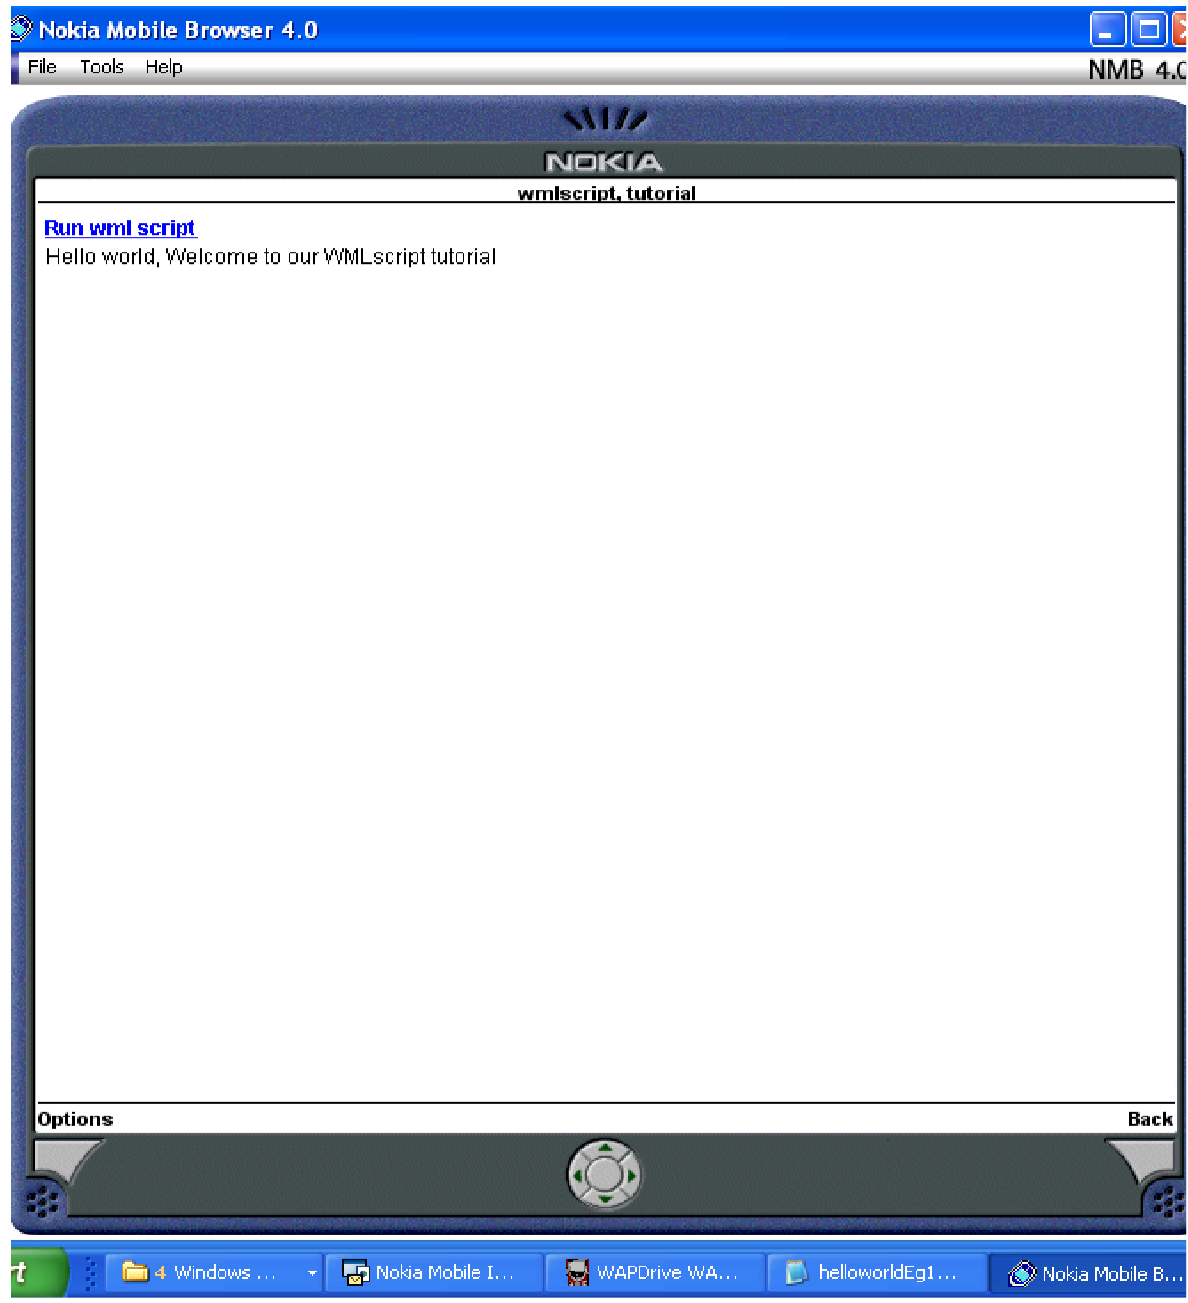 Nokia Mobile Browser 4.0
File Tools Help
NMB 4.0
NOKIA
wmlscript, tutorial
Run wml script
Hello world, Welcome to our WMLscript tutorial
Options Back
rt 4 Windows ... Nokia Mobile I... WAPDrive WA... helloworldEg1... Nokia Mobile B...